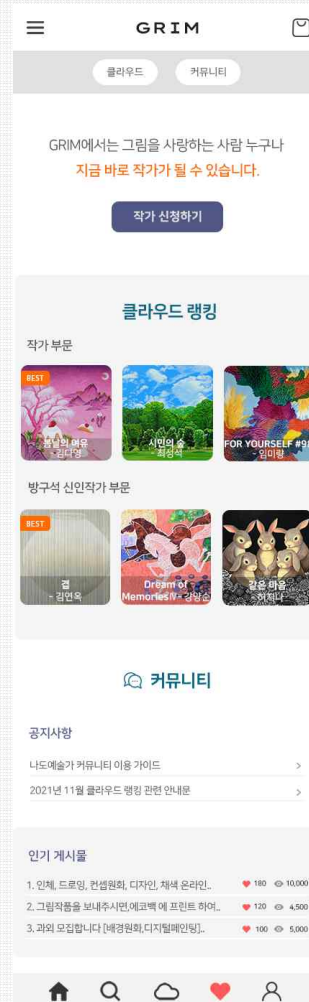 GRIM
클라우드 커뮤니티
GRIM에서는 그림을 사랑하는 사람 누구나
지금 바로 작가가 될 수 있습니다.
작가 신청하기
클라우드 랭킹
작가 부문
BEST
봄날의 여유
- 김다영
시민의 숲
- 최성석
FOR YOURSELF #9
- 임미량
방구석 신인작가 부문
BEST
결
- 김연옥
Dream of
Memories Ⅳ- 강양순
같은 마음
- 허지나
커뮤니티
공지사항
나도예술가 커뮤니티 이용 가이드
2021년 11월 클라우드 랭킹 관련 안내문
인기 게시물
1. 인체, 드로잉, 컨셉원화, 디자인, 채색 온라인.. 180 10,000
2. 그림작품을 보내주시면,에코백 에 프린트 하여.. 120 4,500
3. 과외 모집합니다 [배경원화,디지털페인팅].. 100 5,000